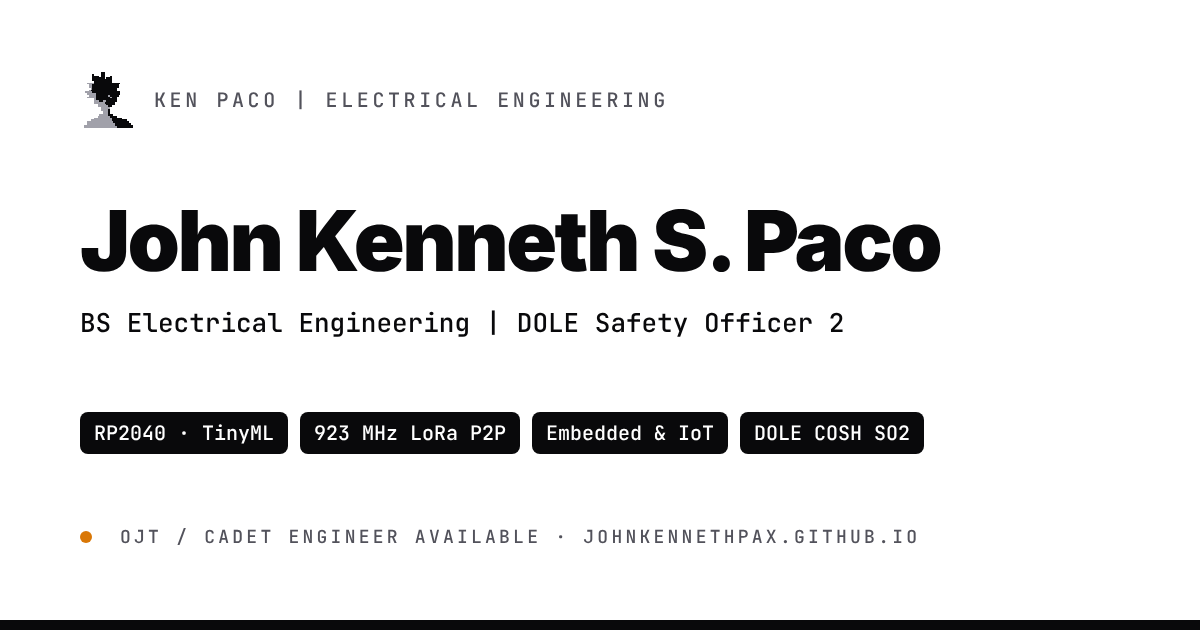 KEN PACO | ELECTRICAL ENGINEERING
John Kenneth S. Paco
BS Electrical Engineering | DOLE Safety Officer 2
RP2040 · TinyML 923 MHz LoRa P2P Embedded & IoT DOLE COSH SO2
OJT / CADET ENGINEER AVAILABLE · JOHNKENNETHPAX.GITHUB.IO